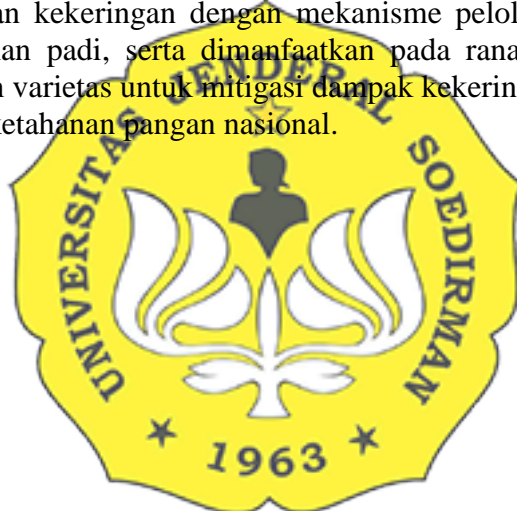 an kekeringan dengan mekanisme pelol
an padi, serta dimanfaatkan pada rana
varietas untuk mitigasi dampak kekerin
ketahanan pangan nasional.
UNIVERSITAS JENDERAL SOEDIRMAN
1963